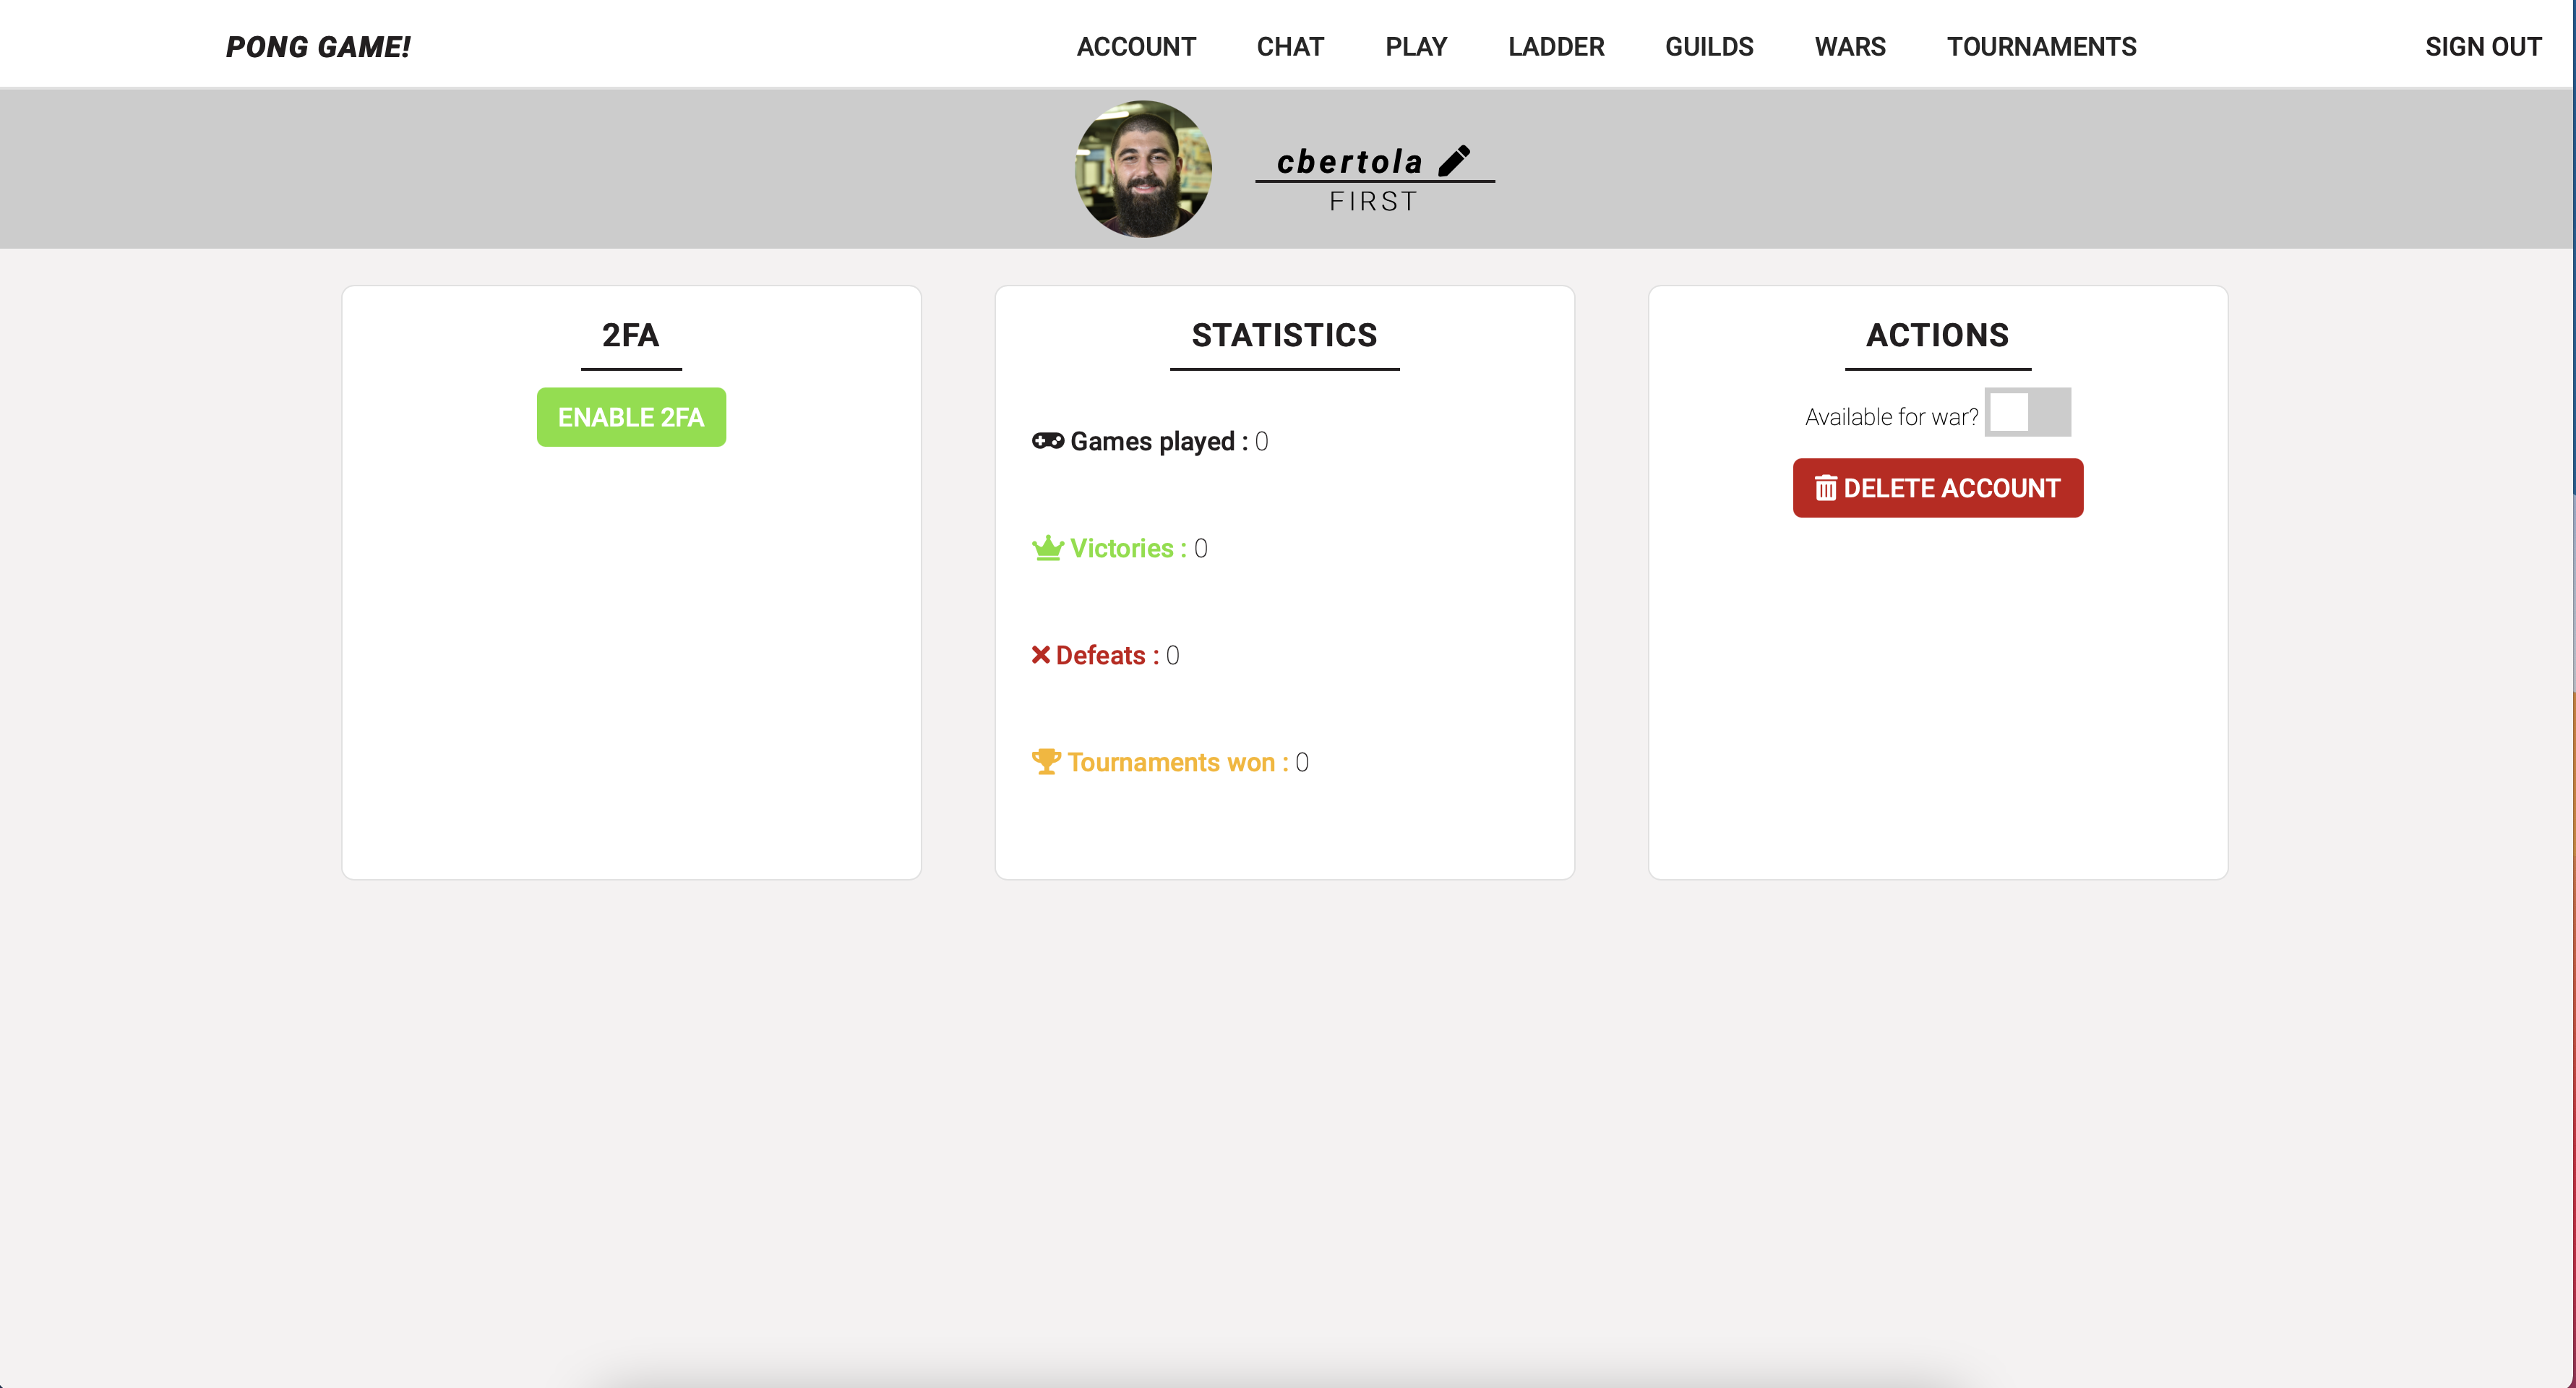 PONG GAME!
ACCOUNT CHAT PLAY LADDER GUILDS WARS TOURNAMENTS SIGN OUT
cbertola
FIRST
2FA
ENABLE 2FA
STATISTICS
Games played : 0
Victories : 0
Defeats : 0
Tournaments won : 0
ACTIONS
Available for war?
DELETE ACCOUNT